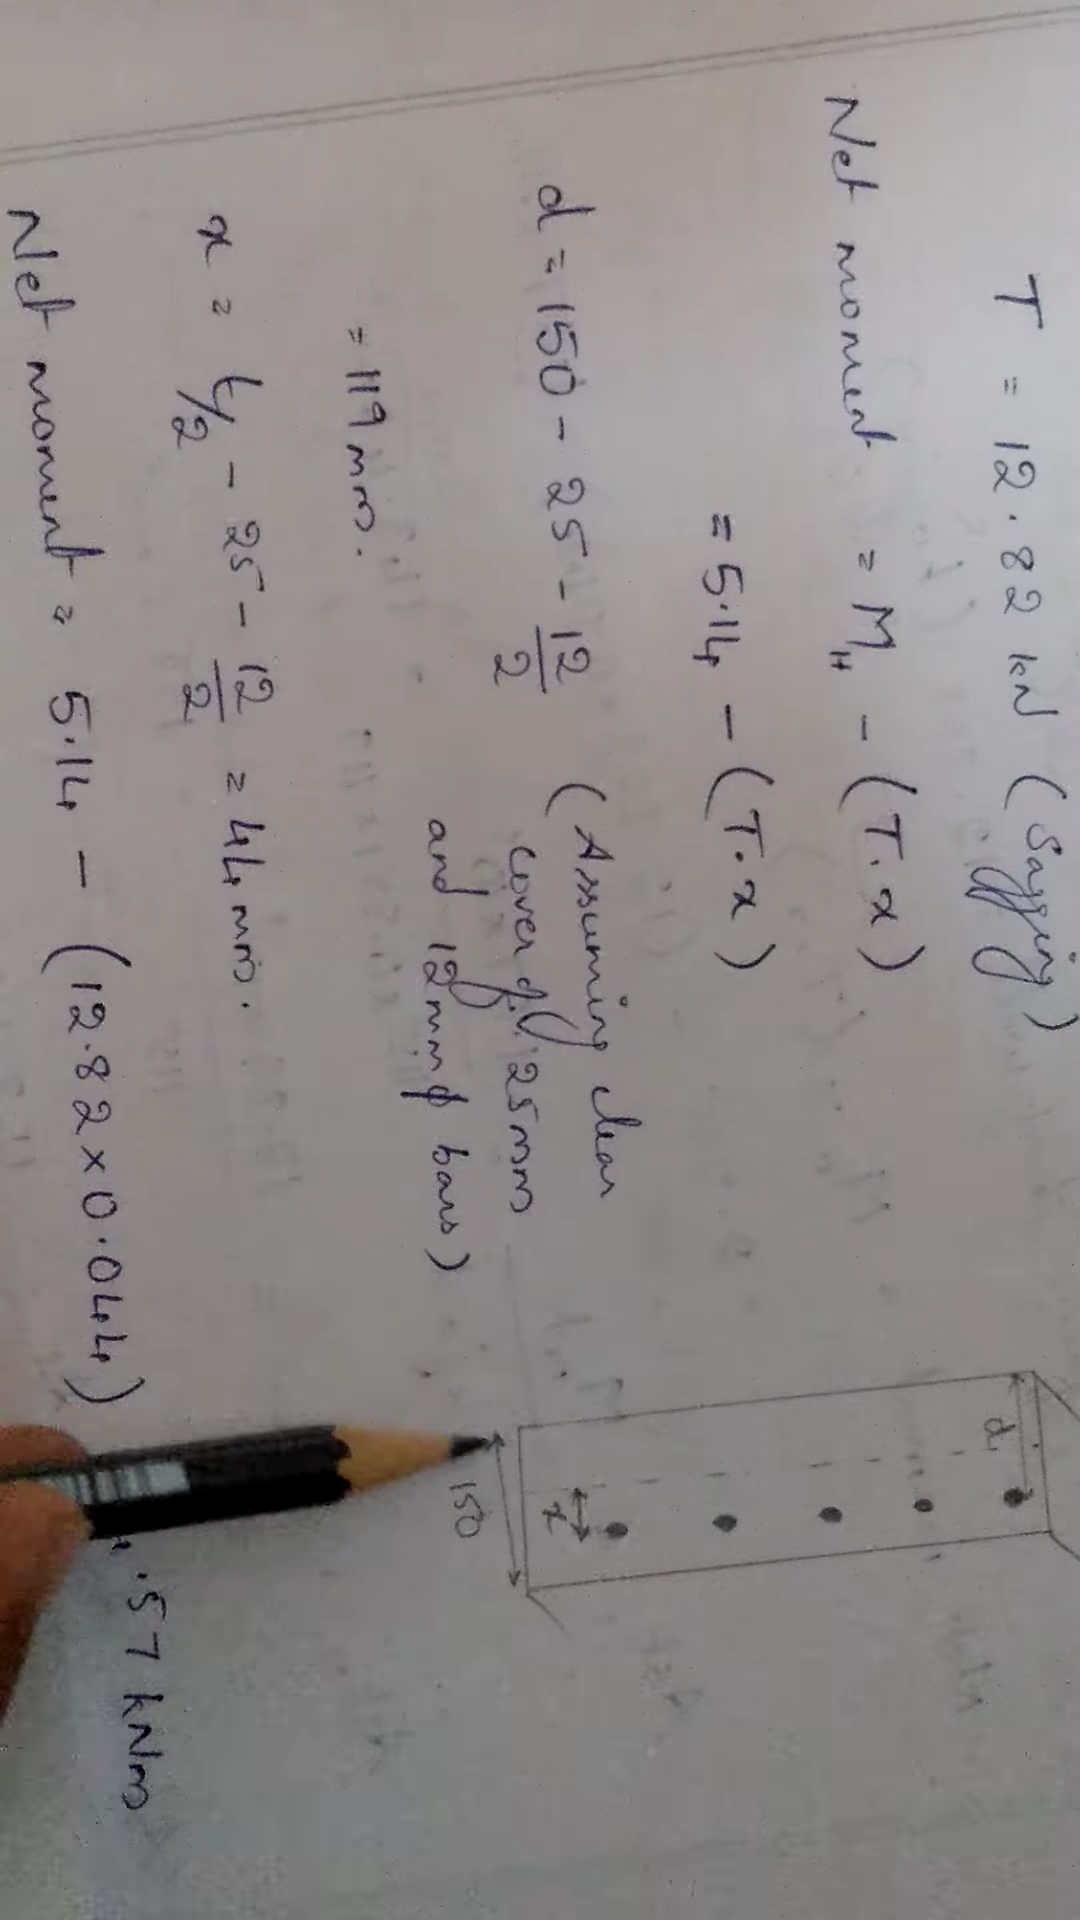 T = 12.82 kN (Sagging)
Net moment = M_H - (T.x)
= 5.14 - (T.x)
d = 150 - 25 - 12/2 (Assuming clear
cover of 25mm
and 12mm φ bars)
= 119 mm.
x = t/2 - 25 - 12/2 = 44 mm.
Net moment = 5.14 - (12.82 x 0.044)
.57 kNm
d
x
150